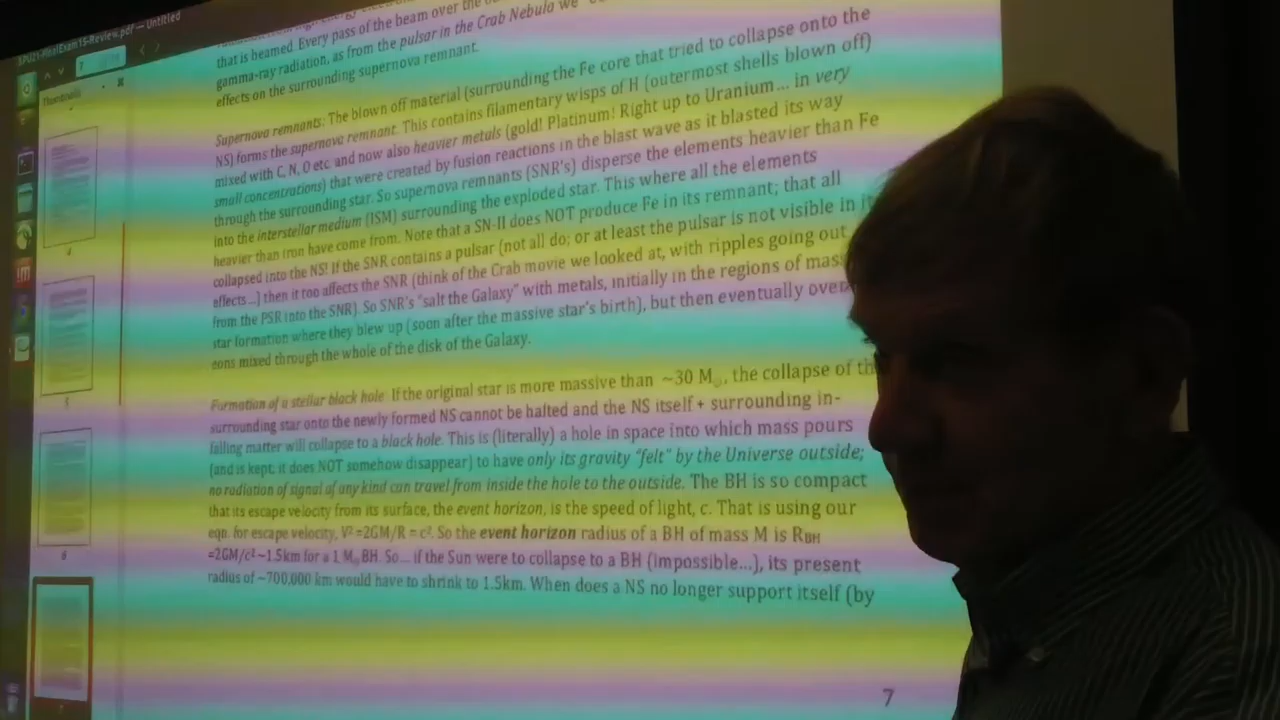 SPU21-FinalExam15-Review.pdf — Untitled
7
Thumbnails
that is beamed. Every pass of the beam over the
gamma-ray radiation, as from the pulsar in the Crab Nebula we
effects on the surrounding supernova remnant.
Supernova remnants: The blown off material (surrounding the Fe core that tried to collapse onto the
NS) forms the supernova remnant. This contains filamentary wisps of H (outermost shells blown off)
mixed with C, N, O etc. and now also heavier metals (gold! Platinum! Right up to Uranium... in very
small concentrations) that were created by fusion reactions in the blast wave as it blasted its way
through the surrounding star. So supernova remnants (SNR's) disperse the elements heavier than Fe
into the interstellar medium (ISM) surrounding the exploded star. This where all the elements
heavier than iron have come from. Note that a SN-II does NOT produce Fe in its remnant; that all
collapsed into the NS! If the SNR contains a pulsar (not all do; or at least the pulsar is not visible in
effects...) then it too affects the SNR (think of the Crab movie we looked at, with ripples going out
from the PSR into the SNR). So SNR's "salt the Galaxy" with metals, initially in the regions of
star formation where they blew up (soon after the massive star's birth), but then eventually
eons mixed through the whole of the disk of the Galaxy.
Formation of a stellar black hole: If the original star is more massive than ~30 M☉, the collapse of
surrounding star onto the newly formed NS cannot be halted and the NS itself + surrounding in-
falling matter will collapse to a black hole. This is (literally) a hole in space into which mass pours
(and is kept; it does NOT somehow disappear) to have only its gravity "felt" by the Universe outside;
no radiation of signal of any kind can travel from inside the hole to the outside. The BH is so compact
that its escape velocity from its surface, the event horizon, is the speed of light, c. That is using our
eqn. for escape velocity, V² =2GM/R = c². So the event horizon radius of a BH of mass M is RBH
=2GM/c² ~1.5km for a 1 M☉ BH. So... if the Sun were to collapse to a BH (impossible...), its present
radius of ~700,000 km would have to shrink to 1.5km. When does a NS no longer support itself (by
5
6
7
7